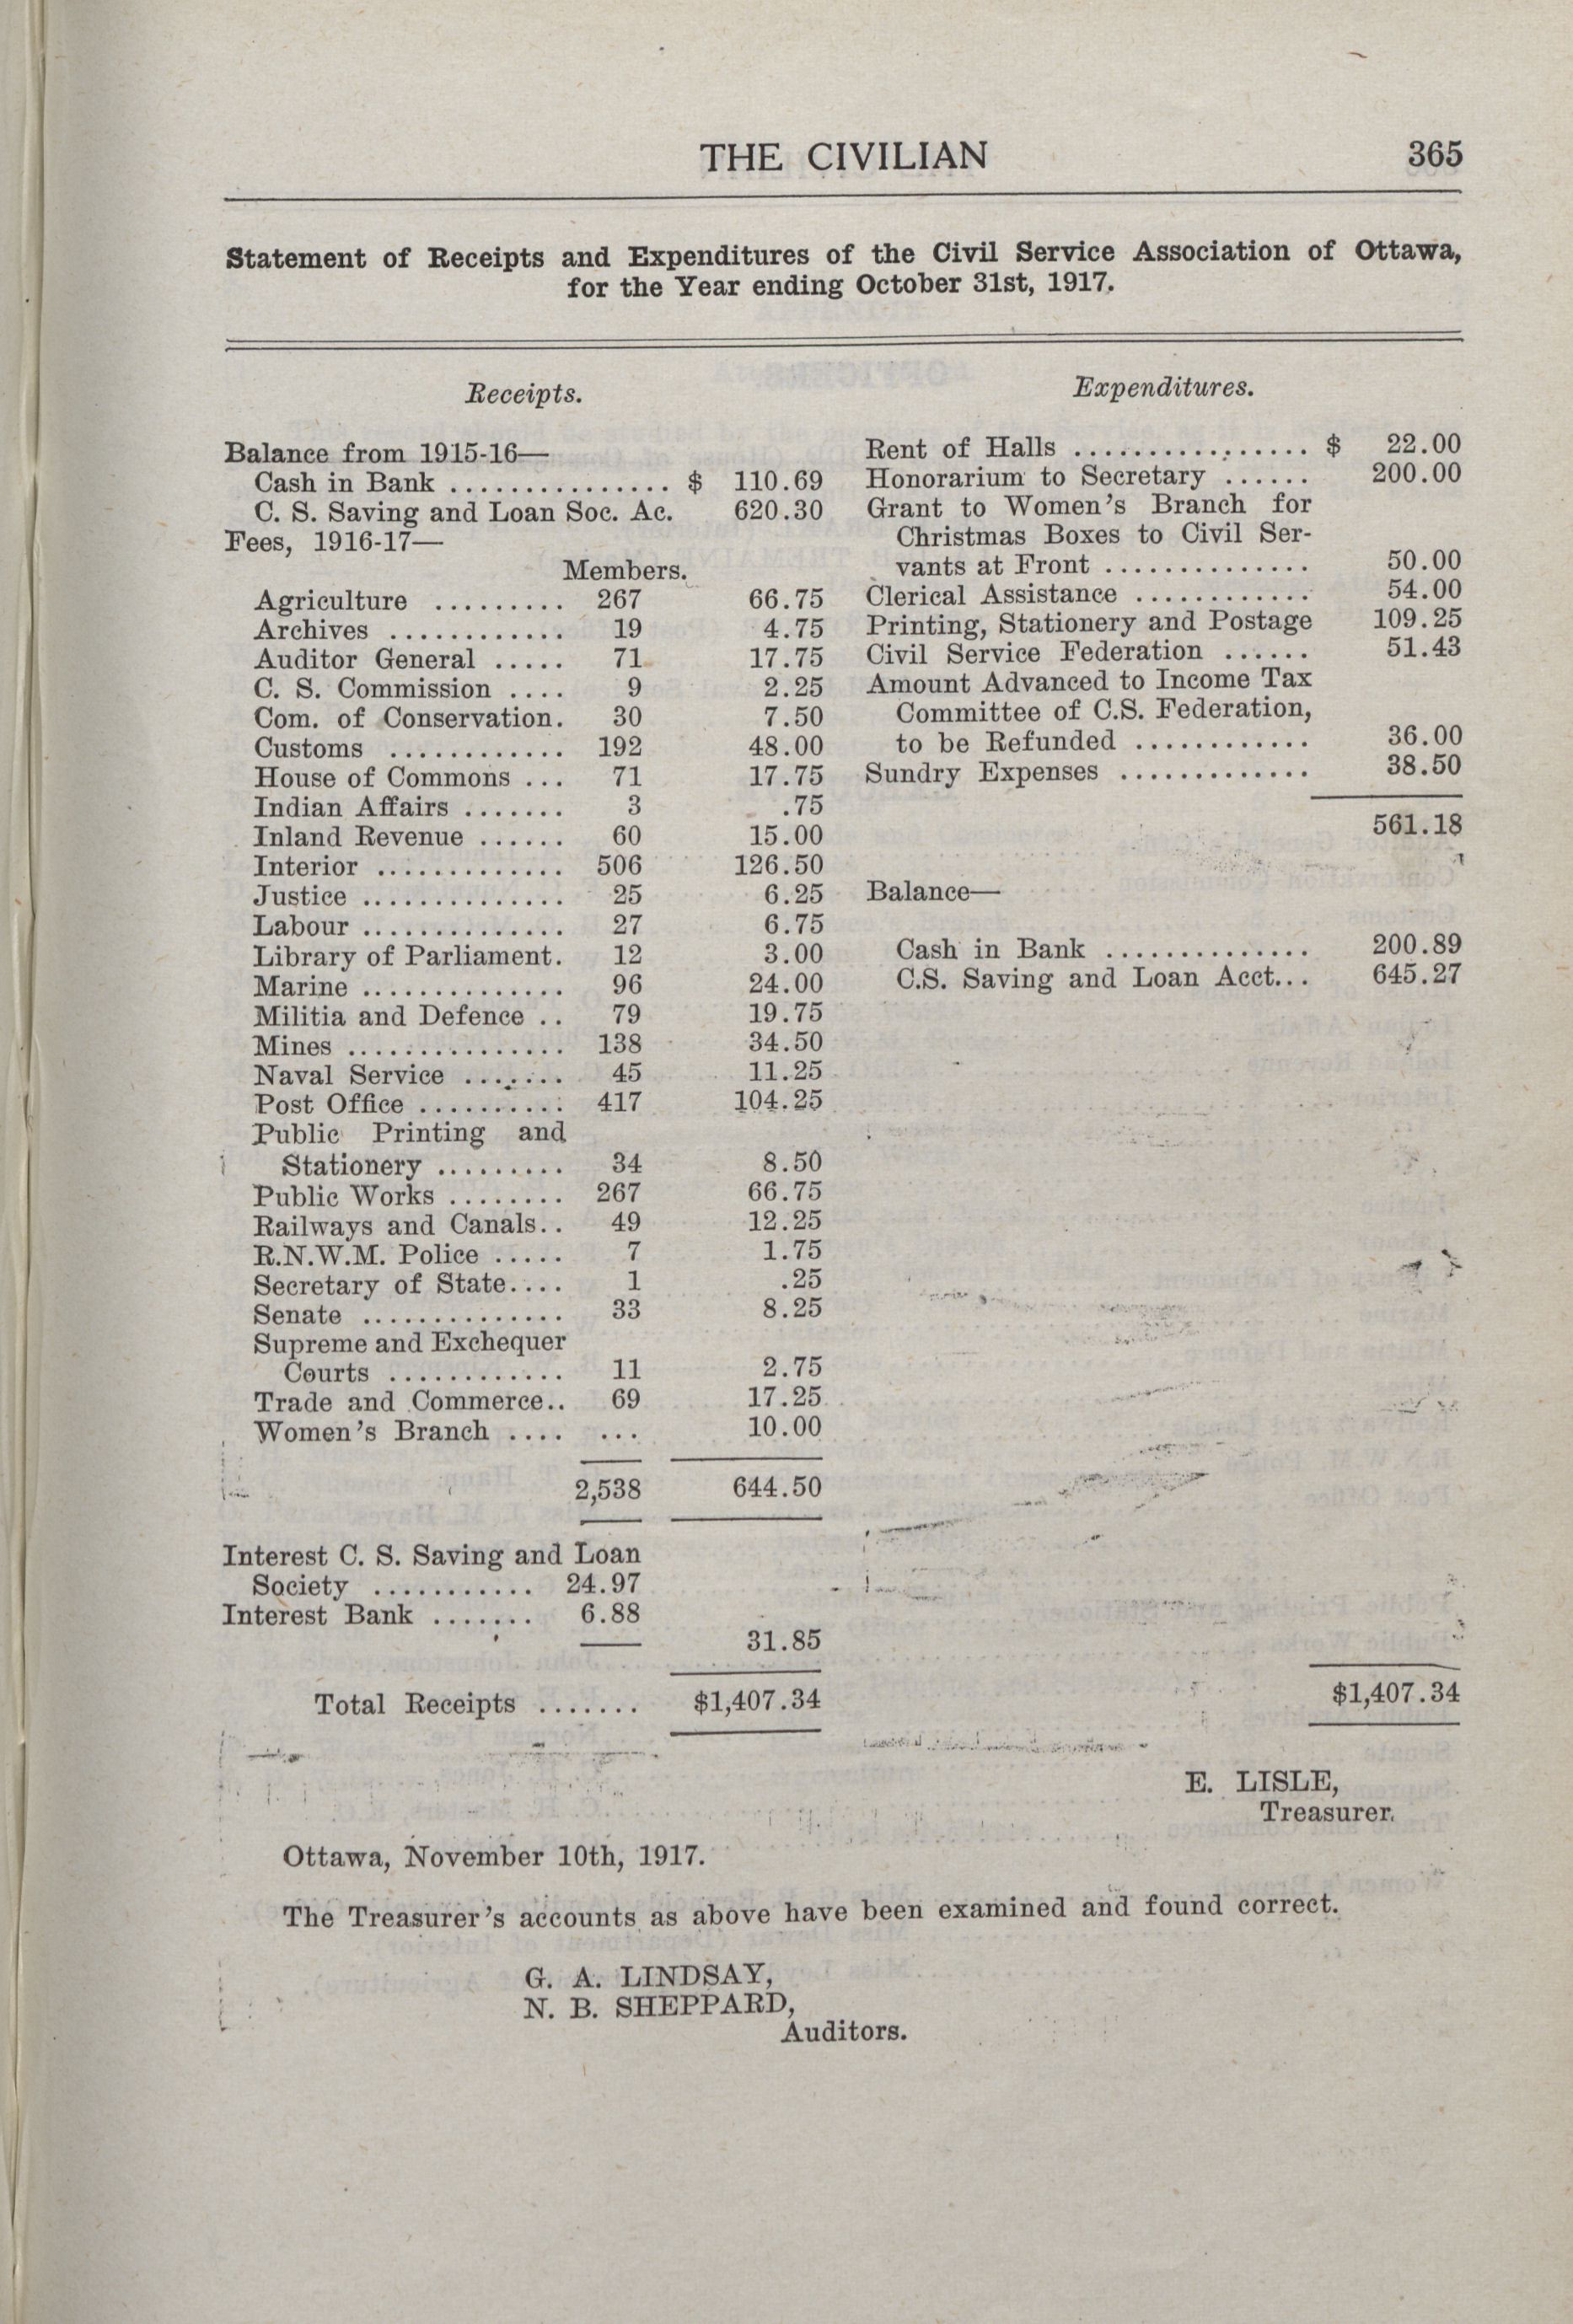 THE CIVILIAN 365
Statement of Receipts and Expenditures of the Civil Service Association of Ottawa,
for the Year ending October 31st, 1917.
Receipts.
Balance from 1915-16—
Cash in Bank ............... $ 110.69
C. S. Saving and Loan Soc. Ac. 620.30
Fees, 1916-17—
Members.
Agriculture ......... 267 66.75
Archives ............ 19 4.75
Auditor General ..... 71 17.75
C. S. Commission .... 9 2.25
Com. of Conservation. 30 7.50
Customs ............ 192 48.00
House of Commons ... 71 17.75
Indian Affairs ....... 3 .75
Inland Revenue ...... 60 15.00
Interior ............. 506 126.50
Justice .............. 25 6.25
Labour .............. 27 6.75
Library of Parliament. 12 3.00
Marine .............. 96 24.00
Militia and Defence .. 79 19.75
Mines ............... 138 34.50
Naval Service ....... 45 11.25
Post Office .......... 417 104.25
Public Printing and
Stationery ......... 34 8.50
Public Works ........ 267 66.75
Railways and Canals.. 49 12.25
R.N.W.M. Police ..... 7 1.75
Secretary of State.... 1 .25
Senate .............. 33 8.25
Supreme and Exchequer
Courts ............ 11 2.75
Trade and Commerce.. 69 17.25
Women's Branch .... ... 10.00
2,538 644.50
Interest C. S. Saving and Loan
Society ........... 24.97
Interest Bank ....... 6.88
31.85
Total Receipts ....... $1,407.34
Expenditures.
Rent of Halls ................ $ 22.00
Honorarium to Secretary ...... 200.00
Grant to Women's Branch for
Christmas Boxes to Civil Ser-
vants at Front .............. 50.00
Clerical Assistance ............ 54.00
Printing, Stationery and Postage 109.25
Civil Service Federation ...... 51.43
Amount Advanced to Income Tax
Committee of C.S. Federation,
to be Refunded ............ 36.00
Sundry Expenses ............. 38.50
561.18
Balance—
Cash in Bank .............. 200.89
C.S. Saving and Loan Acct... 645.27
$1,407.34
E. LISLE,
Treasurer.
Ottawa, November 10th, 1917.
The Treasurer's accounts as above have been examined and found correct.
G. A. LINDSAY,
N. B. SHEPPARD,
Auditors.